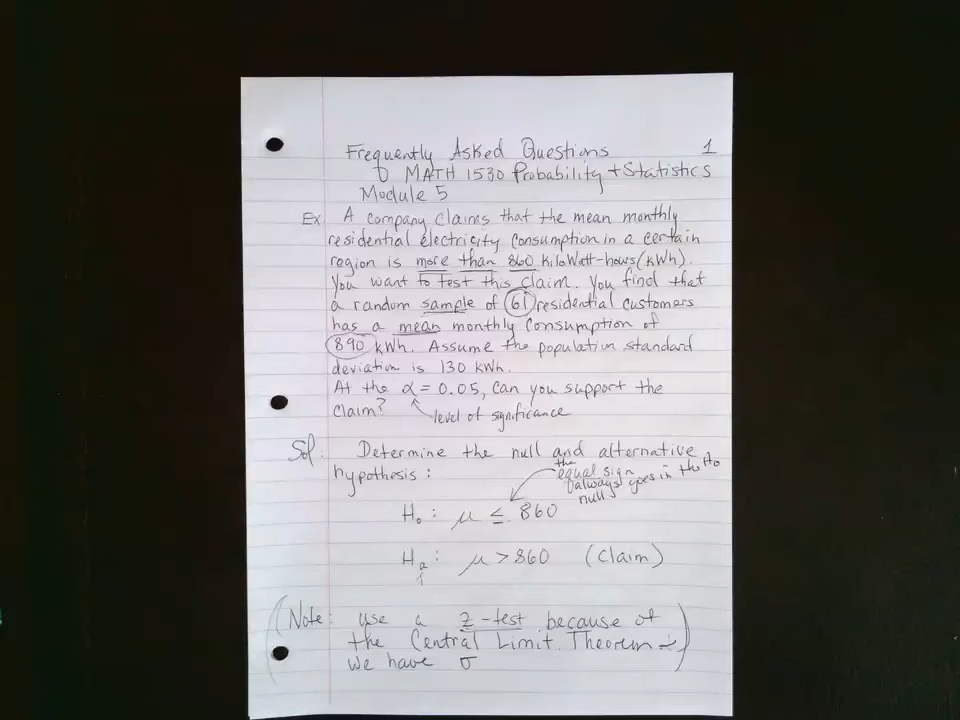 Frequently Asked Questions 1
MATH 1530 Probability + Statistics
Module 5
Ex A company claims that the mean monthly
residential electricity consumption in a certain
region is more than 860 kiloWatt-hours (kWh).
You want to test this claim. You find that
a random sample of 61 residential customers
has a mean monthly consumption of
890 kWh. Assume the population standard
deviation is 130 kWh.
At the α = 0.05, can you support the
claim?
level of significance
Sol: Determine the null and alternative
hypothesis:
the
equal sign
always goes in the H₀
null
H₀: μ ≤ 860
Hₐ: μ > 860 (claim)
(Note: use a z-test because of
the Central Limit Theorem &
we have σ)